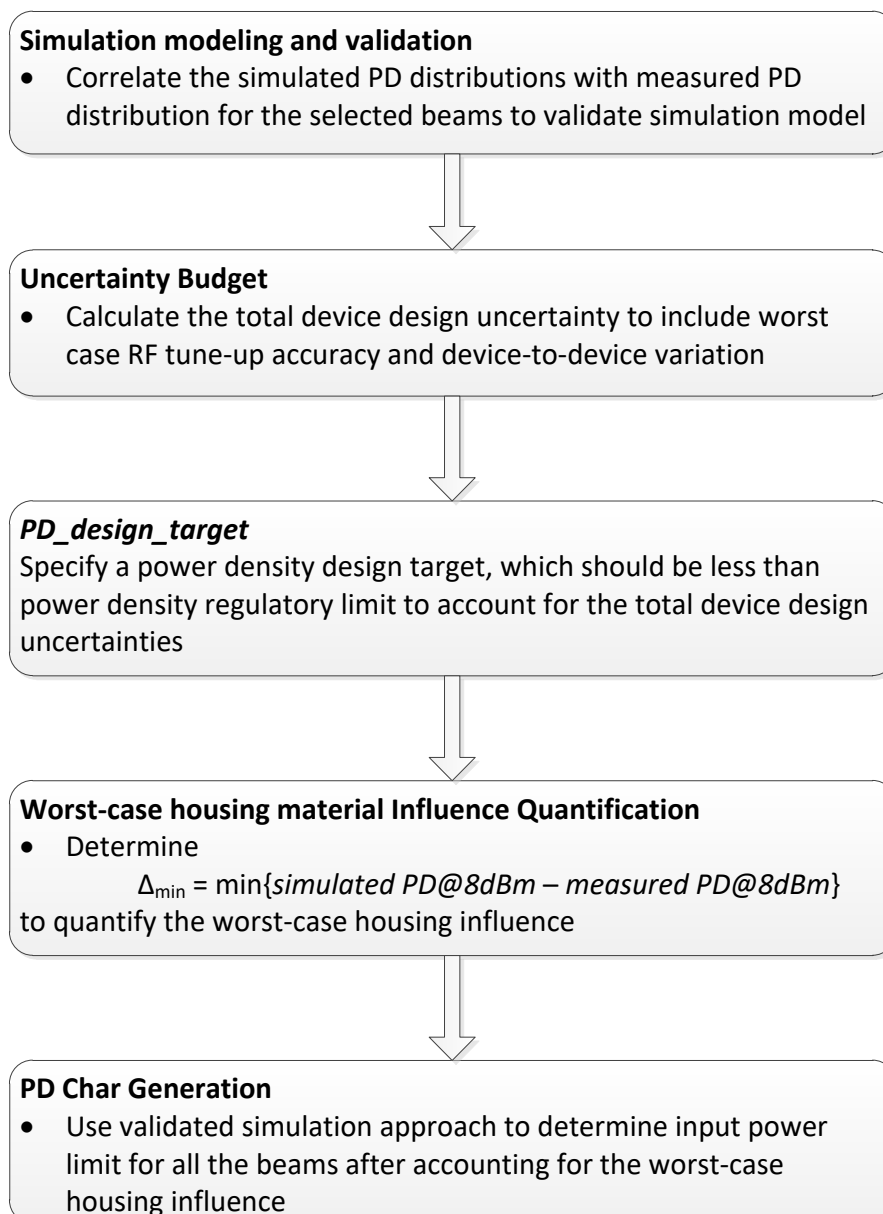 Simulation modeling and validation
• Correlate the simulated PD distributions with measured PD
distribution for the selected beams to validate simulation model
Uncertainty Budget
• Calculate the total device design uncertainty to include worst
case RF tune-up accuracy and device-to-device variation
PD_design_target
Specify a power density design target, which should be less than
power density regulatory limit to account for the total device design
uncertainties
Worst-case housing material Influence Quantification
• Determine
Δmin = min{simulated PD@8dBm – measured PD@8dBm}
to quantify the worst-case housing influence
PD Char Generation
• Use validated simulation approach to determine input power
limit for all the beams after accounting for the worst-case
housing influence